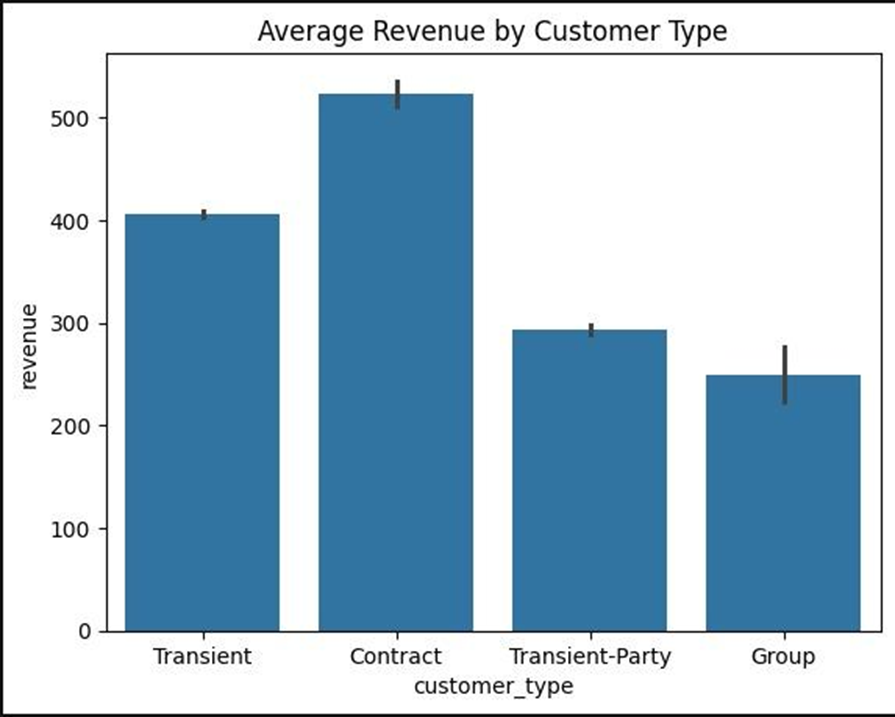 Average Revenue by Customer Type
revenue
500
400
300
200
100
0
Transient Contract Transient-Party Group
customer_type